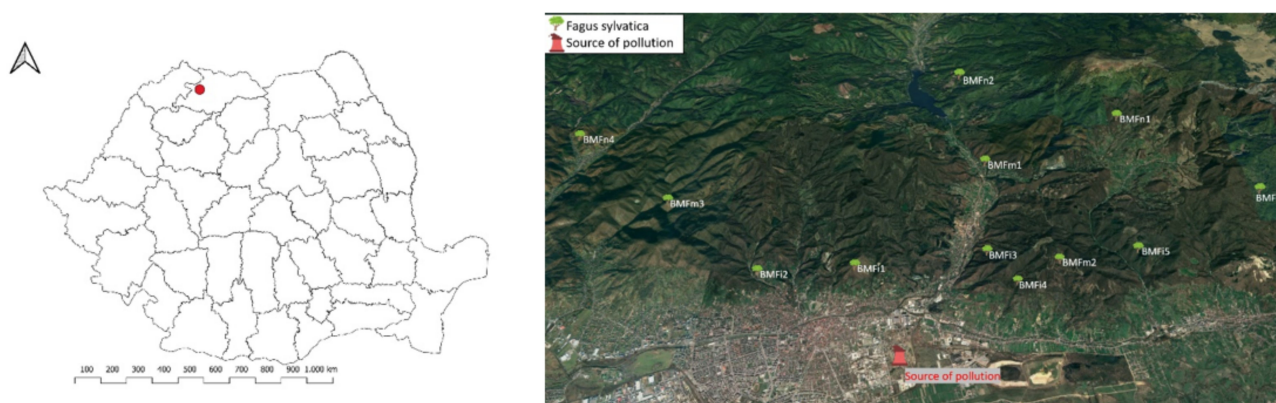 100 200 300 400 500 600 700 800 900 1.000 km
Fagus sylvatica
Source of pollution
BMFn2
BMFn1
BMFn4
BMFm1
BMF
BMFm3
BMFi3
BMFi5
BMFm2
BMFi1
BMFi2
BMFi4
Source of pollution